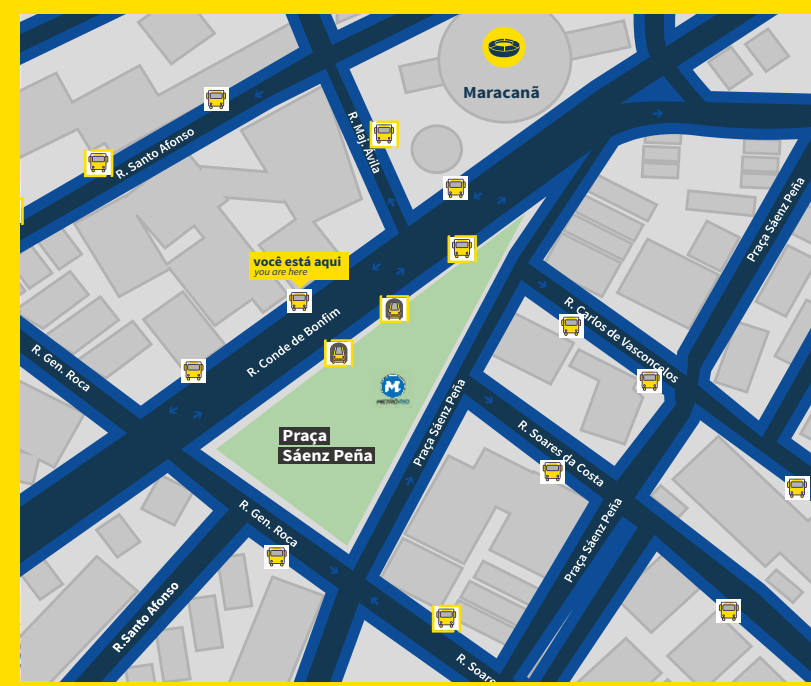 Maracanã
R. Maj. Ávila
R. Santo Afonso
Praça Sáenz Peña
você está aqui
you are here
R. Conde de Bonfim
R. Carlos de Vasconcelos
R. Gen. Roca
M
METRÔRIO
Praça
Sáenz Peña
Praça Sáenz Peña
R. Soares da Costa
R. Gen. Roca
Praça Sáenz Peña
R.Santo Afonso
R. Soare